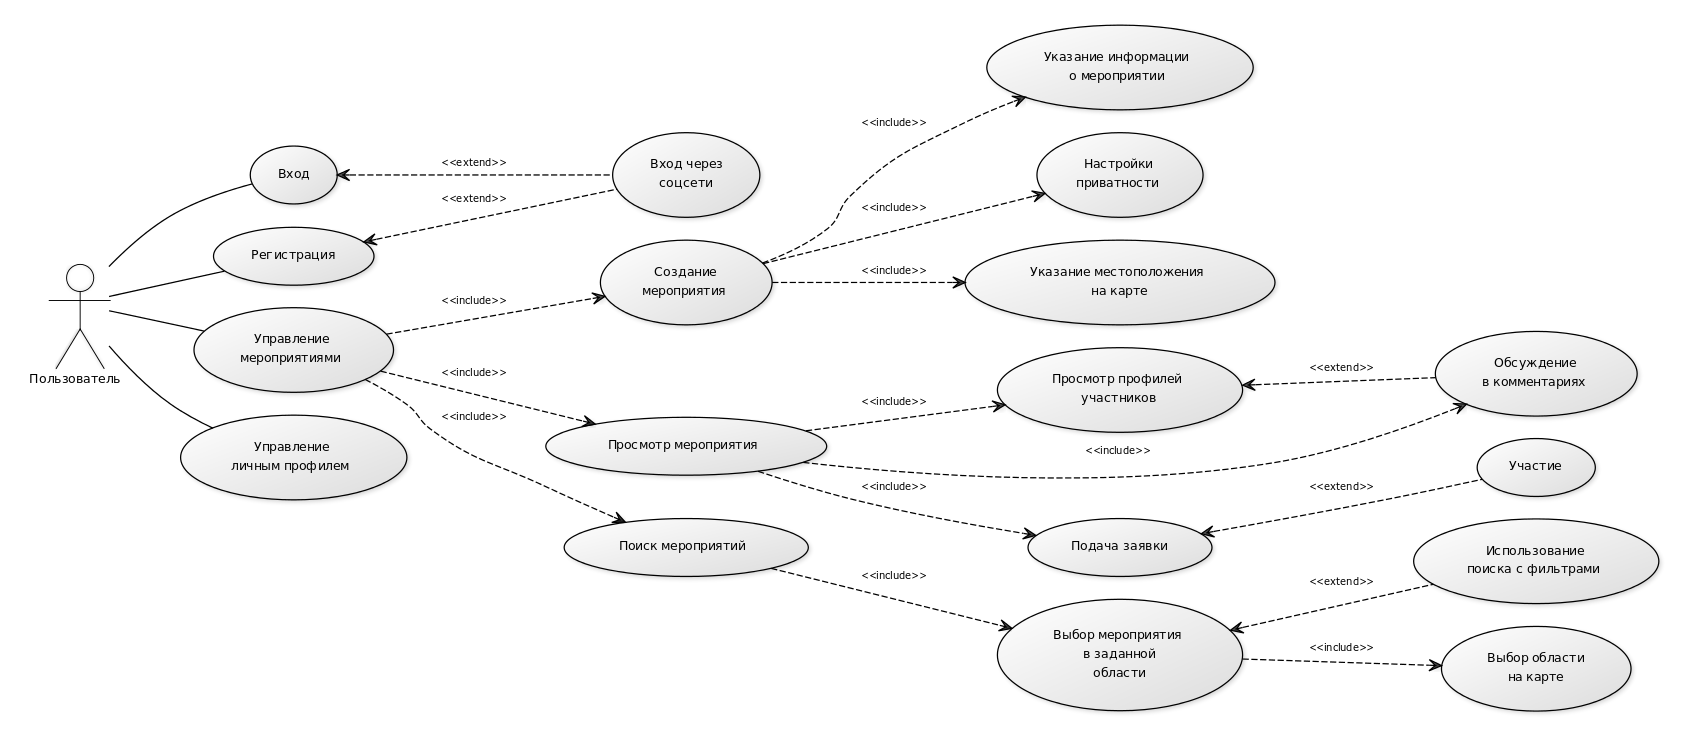 Указание информации
о мероприятии
<<include>>
Вход
<<extend>>
Вход через
соцсети
Настройки
приватности
<<extend>>
<<include>>
Регистрация
Создание
мероприятия
<<include>>
Указание местоположения
на карте
<<include>>
Пользователь
Управление
мероприятиями
<<include>>
<<include>>
Просмотр профилей
участников
<<include>>
<<extend>>
Обсуждение
в комментариях
Управление
личным профилем
Просмотр мероприятия
<<include>>
<<include>>
Участие
<<extend>>
Поиск мероприятий
Подача заявки
<<include>>
Использование
поиска с фильтрами
<<extend>>
Выбор мероприятия
в заданной
области
<<include>>
Выбор области
на карте